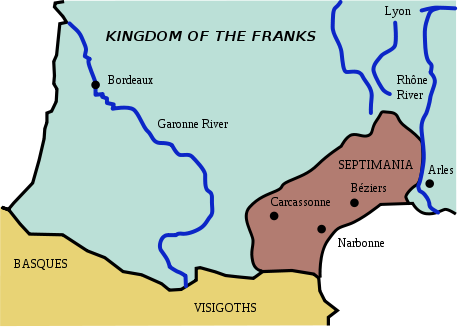 Lyon
KINGDOM OF THE FRANKS
Bordeaux
Rhône
River
Garonne River
SEPTIMANIA
Arles
Béziers
Carcassonne
Narbonne
BASQUES
VISIGOTHS